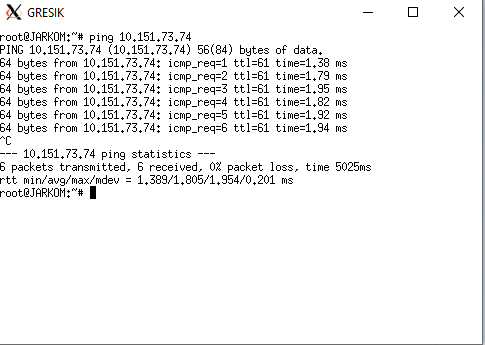 GRESIK
root@JARKOM:~# ping 10.151.73.74
PING 10.151.73.74 (10.151.73.74) 56(84) bytes of data.
64 bytes from 10.151.73.74: icmp_req=1 ttl=61 time=1.38 ms
64 bytes from 10.151.73.74: icmp_req=2 ttl=61 time=1.79 ms
64 bytes from 10.151.73.74: icmp_req=3 ttl=61 time=1.95 ms
64 bytes from 10.151.73.74: icmp_req=4 ttl=61 time=1.82 ms
64 bytes from 10.151.73.74: icmp_req=5 ttl=61 time=1.92 ms
64 bytes from 10.151.73.74: icmp_req=6 ttl=61 time=1.94 ms
^C
--- 10.151.73.74 ping statistics ---
6 packets transmitted, 6 received, 0% packet loss, time 5025ms
rtt min/avg/max/mdev = 1.389/1.805/1.954/0.201 ms
root@JARKOM:~#